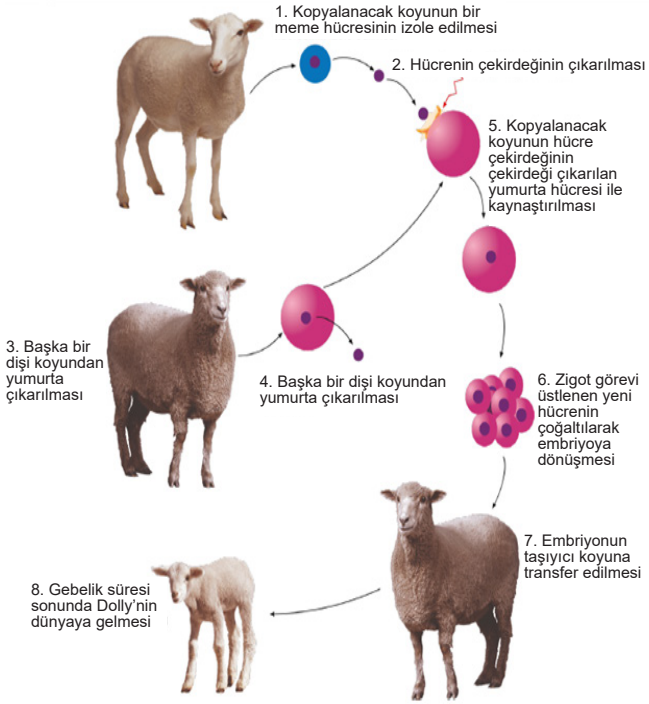 1. Kopyalanacak koyunun bir
meme hücresinin izole edilmesi
2. Hücrenin çekirdeğinin çıkarılması
3. Başka bir
dişi koyundan
yumurta
çıkarılması
4. Başka bir dişi koyundan
yumurta çıkarılması
5. Kopyalanacak
koyunun hücre
çekirdeğinin
çekirdeği çıkarılan
yumurta hücresi ile
kaynaştırılması
6. Zigot görevi
üstlenen yeni
hücrenin
çoğaltılarak
embriyoya
dönüşmesi
7. Embriyonun
taşıyıcı koyuna
transfer edilmesi
8. Gebelik süresi
sonunda Dolly’nin
dünyaya gelmesi